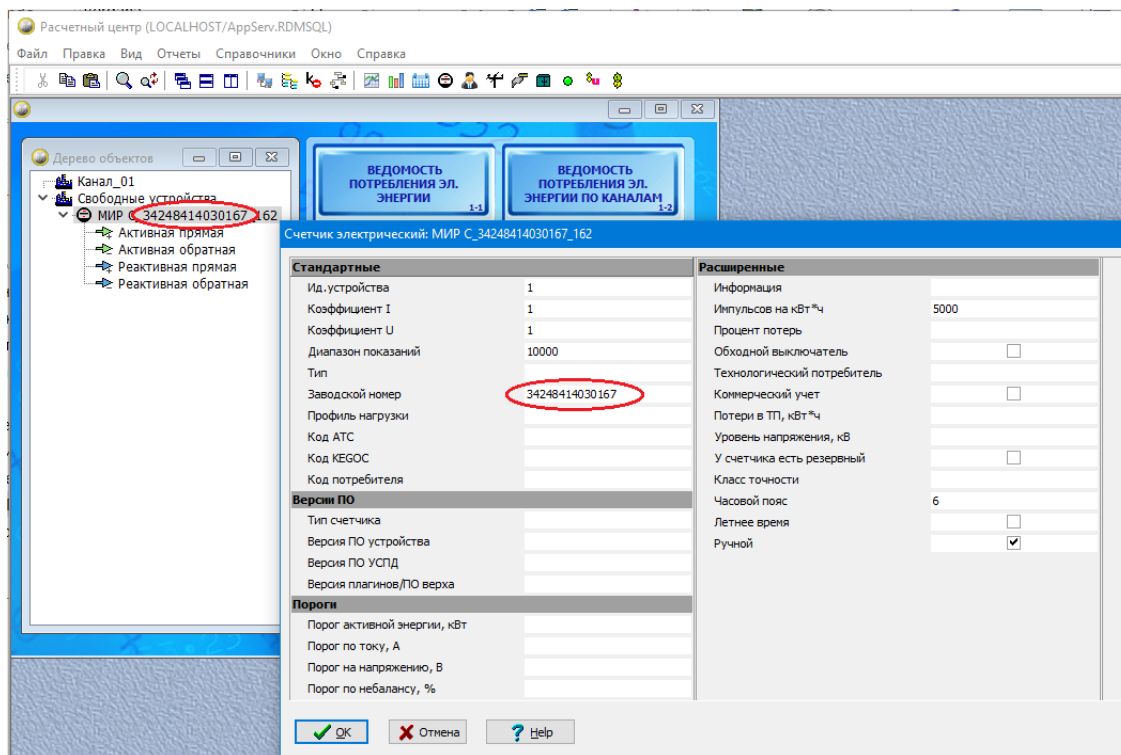 Расчетный центр (LOCALHOST/AppServ.RDMSQL)
Файл Правка Вид Отчеты Справочники Окно Справка
Дерево объектов
Канал_01
Свободные устройства
МИР С_34248414030167_162
Активная прямая
Активная обратная
Реактивная прямая
Реактивная обратная
ВЕДОМОСТЬ
ПОТРЕБЛЕНИЯ ЭЛ.
ЭНЕРГИИ
1-1
ВЕДОМОСТЬ
ПОТРЕБЛЕНИЯ ЭЛ.
ЭНЕРГИИ ПО КАНАЛАМ
1-2
Счетчик электрический: МИР С_34248414030167_162
Стандартные
Ид.устройства 1
Коэффициент I 1
Коэффициент U 1
Диапазон показаний 10000
Тип
Заводской номер 34248414030167
Профиль нагрузки
Код АТС
Код KEGOC
Код потребителя
Версии ПО
Тип счетчика
Версия ПО устройства
Версия ПО УСПД
Версия плагинов/ПО верха
Пороги
Порог активной энергии, кВт
Порог по току, А
Порог на напряжению, В
Порог по небалансу, %
Расширенные
Информация
Импульсов на кВт*ч 5000
Процент потерь
Обходной выключатель
Технологический потребитель
Коммерческий учет
Потери в ТП, кВт*ч
Уровень напряжения, кВ
У счетчика есть резервный
Класс точности
Часовой пояс 6
Летнее время
Ручной
OK Отмена Help